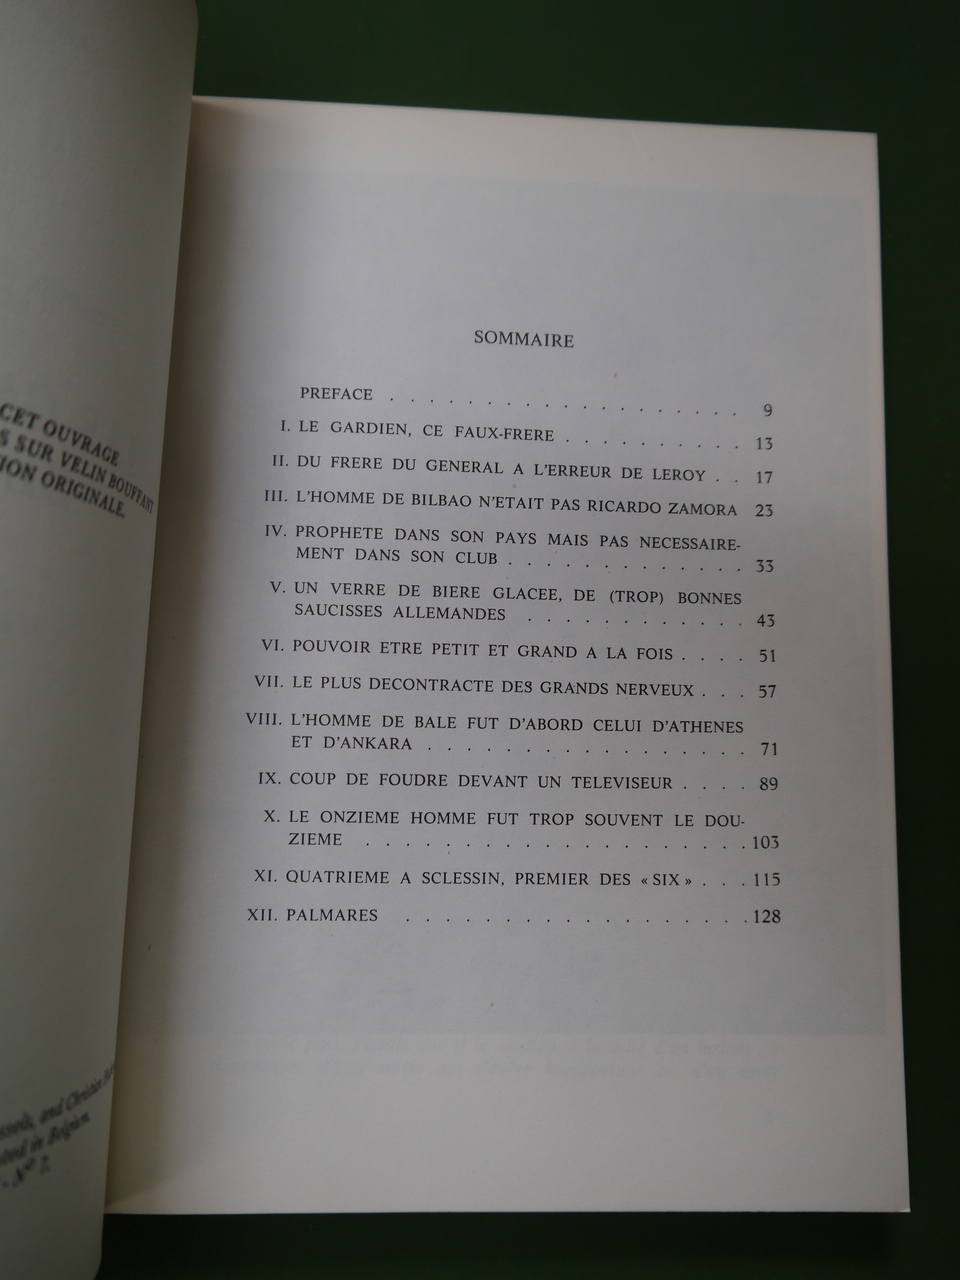 CET OUVRAGE
SUR VELIN BOUFFANT
ION ORIGINALE.
and Christian
in Belgium.
- N° 7.
SOMMAIRE
PREFACE . . . . . . . . . . . . . . . . . . . 9
I. LE GARDIEN, CE FAUX-FRERE . . . . . . . . . . 13
II. DU FRERE DU GENERAL A L'ERREUR DE LEROY . . 17
III. L'HOMME DE BILBAO N'ETAIT PAS RICARDO ZAMORA 23
IV. PROPHETE DANS SON PAYS MAIS PAS NECESSAIRE-
MENT DANS SON CLUB . . . . . . . . . . . . . 33
V. UN VERRE DE BIERE GLACEE, DE (TROP) BONNES
SAUCISSES ALLEMANDES . . . . . . . . . . . . 43
VI. POUVOIR ETRE PETIT ET GRAND A LA FOIS . . . . 51
VII. LE PLUS DECONTRACTE DES GRANDS NERVEUX . . . 57
VIII. L'HOMME DE BALE FUT D'ABORD CELUI D'ATHENES
ET D'ANKARA . . . . . . . . . . . . . . . . 71
IX. COUP DE FOUDRE DEVANT UN TELEVISEUR . . . . 89
X. LE ONZIEME HOMME FUT TROP SOUVENT LE DOU-
ZIEME . . . . . . . . . . . . . . . . . . . . 103
XI. QUATRIEME A SCLESSIN, PREMIER DES « SIX » . . . 115
XII. PALMARES . . . . . . . . . . . . . . . . . . 128